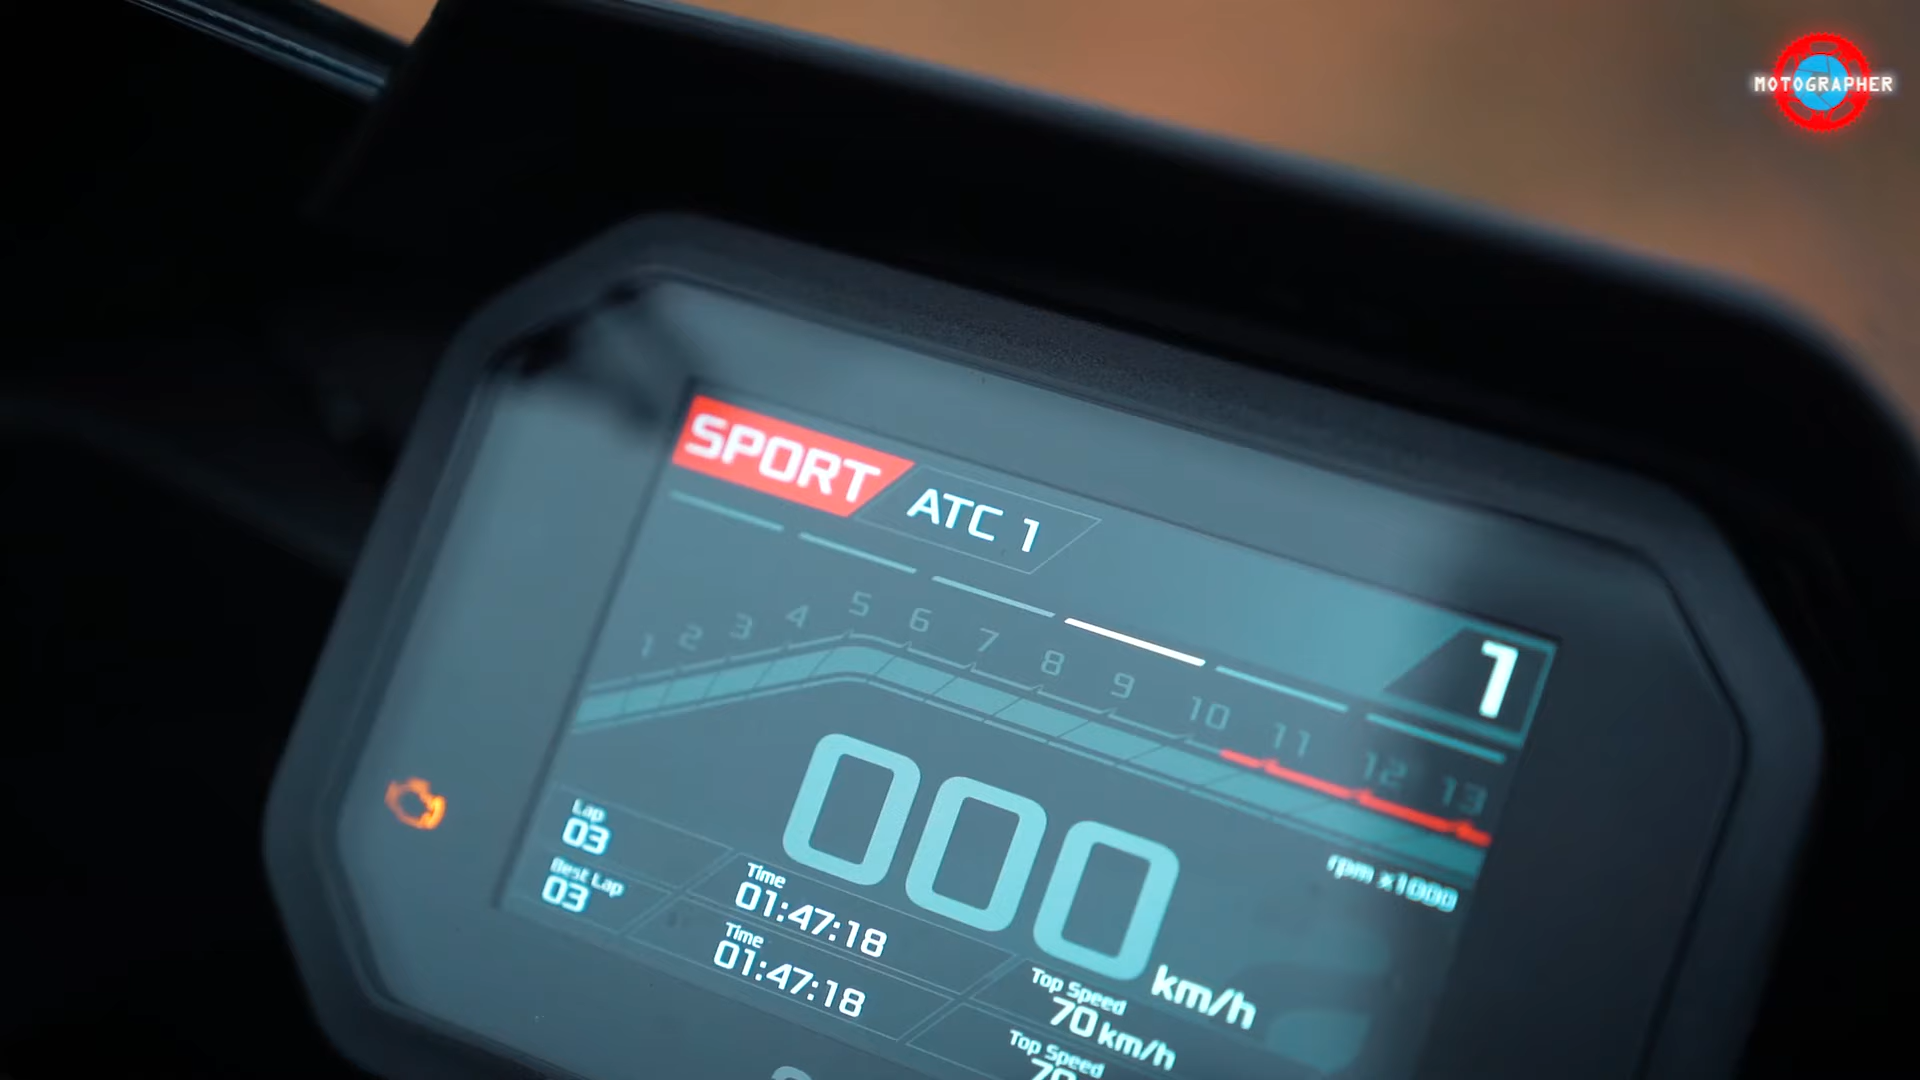 MOTOGRAPHER
SPORT
ATC 1
1
1 2 3 4 5 6 7 8 9 10 11 12 13
rpm x1000
000 km/h
Lap
03
Time
01:47:18
Top Speed
70 km/h
Best Lap
03
Time
01:47:18
Top Speed
70